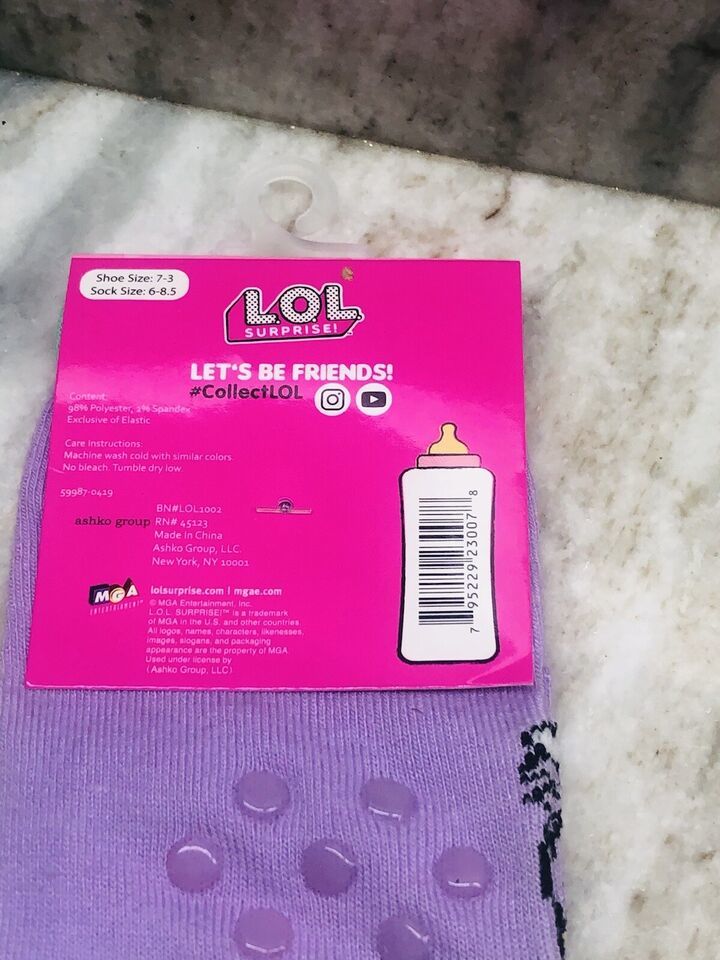 Shoe Size: 7-3
Sock Size: 6-8.5
L.O.L
SURPRISE!
LET'S BE FRIENDS!
#CollectLOL
Content:
98% Polyester, 2% Spandex
Exclusive of Elastic
Care Instructions:
Machine wash cold with similar colors.
No bleach. Tumble dry low.
59987-0419
BN#LOL1002
ashko group RN# 45123
Made in China
Ashko Group, LLC.
New York, NY 10001
MGA
ENTERTAINMENT
lolsurprise.com | mgae.com
© MGA Entertainment, Inc.
L.O.L. SURPRISE!™ is a trademark
of MGA in the U.S. and other countries.
All logos, names, characters, likenesses,
images, slogans, and packaging
appearance are the property of MGA.
Used under license by
(Ashko Group, LLC)
7 95229 23007 8